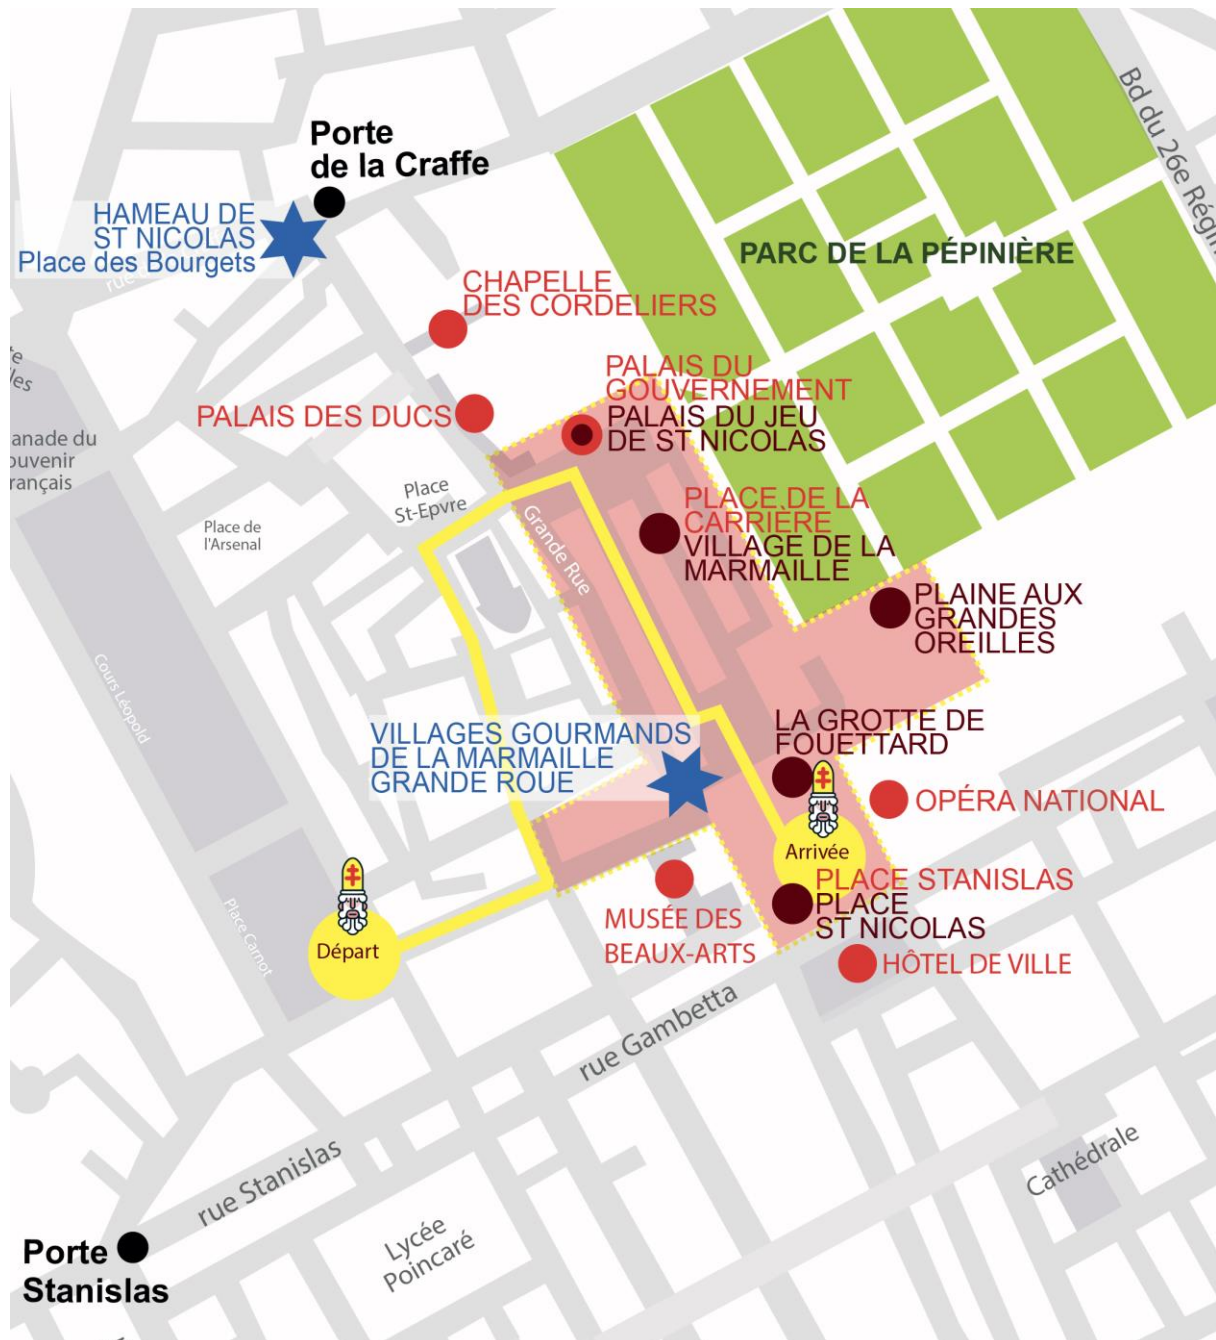 Bd du 26e Régim
Porte
de la Craffe
HAMEAU DE
ST NICOLAS
Place des Bourgets
rue
PARC DE LA PÉPINIÈRE
CHAPELLE
DES CORDELIERS
PALAIS DU
GOUVERNEMENT
PALAIS DU JEU
DE ST NICOLAS
PALAIS DES DUCS
anade du
ouvenir
rançais
Place
St-Epvre
Place de
l'Arsenal
Grande Rue
PLACE DE LA
CARRIÈRE
VILLAGE DE LA
MARMAILLE
PLAINE AUX
GRANDES
OREILLES
Cours Léopold
VILLAGES GOURMANDS
DE LA MARMAILLE
GRANDE ROUE
LA GROTTE DE
FOUETTARD
OPÉRA NATIONAL
Arrivée
PLACE STANISLAS
PLACE
ST NICOLAS
MUSÉE DES
BEAUX-ARTS
HÔTEL DE VILLE
Départ
Place Carnot
rue Gambetta
rue Stanislas
Cathédrale
Lycée
Poincaré
Porte
Stanislas